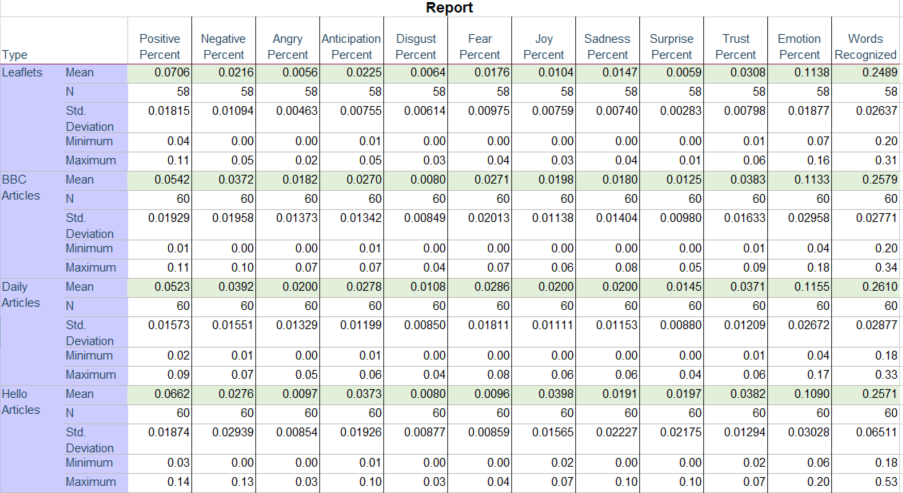 Report
Type Positive Percent Negative Percent Angry Percent Anticipation Percent Disgust Percent Fear Percent Joy Percent Sadness Percent Surprise Percent Trust Percent Emotion Percent Words Recognized
Leaflets Mean 0.0706 0.0216 0.0056 0.0225 0.0064 0.0176 0.0104 0.0147 0.0059 0.0308 0.1138 0.2489
N 58 58 58 58 58 58 58 58 58 58 58 58
Std. Deviation 0.01815 0.01094 0.00463 0.00755 0.00614 0.00975 0.00759 0.00740 0.00283 0.00798 0.01877 0.02637
Minimum 0.04 0.00 0.00 0.01 0.00 0.00 0.00 0.00 0.00 0.01 0.07 0.20
Maximum 0.11 0.05 0.02 0.05 0.03 0.04 0.03 0.04 0.01 0.06 0.16 0.31
BBC Articles Mean 0.0542 0.0372 0.0182 0.0270 0.0080 0.0271 0.0198 0.0180 0.0125 0.0383 0.1133 0.2579
N 60 60 60 60 60 60 60 60 60 60 60 60
Std. Deviation 0.01929 0.01958 0.01373 0.01342 0.00849 0.02013 0.01138 0.01404 0.00980 0.01633 0.02958 0.02771
Minimum 0.01 0.00 0.00 0.01 0.00 0.00 0.00 0.00 0.00 0.01 0.04 0.20
Maximum 0.11 0.10 0.07 0.07 0.04 0.07 0.06 0.08 0.05 0.09 0.18 0.34
Daily Articles Mean 0.0523 0.0392 0.0200 0.0278 0.0108 0.0286 0.0200 0.0200 0.0145 0.0371 0.1155 0.2610
N 60 60 60 60 60 60 60 60 60 60 60 60
Std. Deviation 0.01573 0.01551 0.01329 0.01199 0.00850 0.01811 0.01111 0.01153 0.00880 0.01209 0.02672 0.02877
Minimum 0.02 0.01 0.00 0.01 0.00 0.00 0.00 0.00 0.00 0.01 0.04 0.18
Maximum 0.09 0.07 0.05 0.06 0.04 0.08 0.06 0.06 0.04 0.06 0.17 0.33
Hello Articles Mean 0.0662 0.0276 0.0097 0.0373 0.0080 0.0096 0.0398 0.0191 0.0197 0.0382 0.1090 0.2571
N 60 60 60 60 60 60 60 60 60 60 60 60
Std. Deviation 0.01874 0.02939 0.00854 0.01926 0.00877 0.00859 0.01565 0.02227 0.02175 0.01294 0.03028 0.06511
Minimum 0.03 0.00 0.00 0.01 0.00 0.00 0.02 0.00 0.00 0.02 0.06 0.18
Maximum 0.14 0.13 0.03 0.10 0.03 0.04 0.07 0.10 0.10 0.07 0.20 0.53